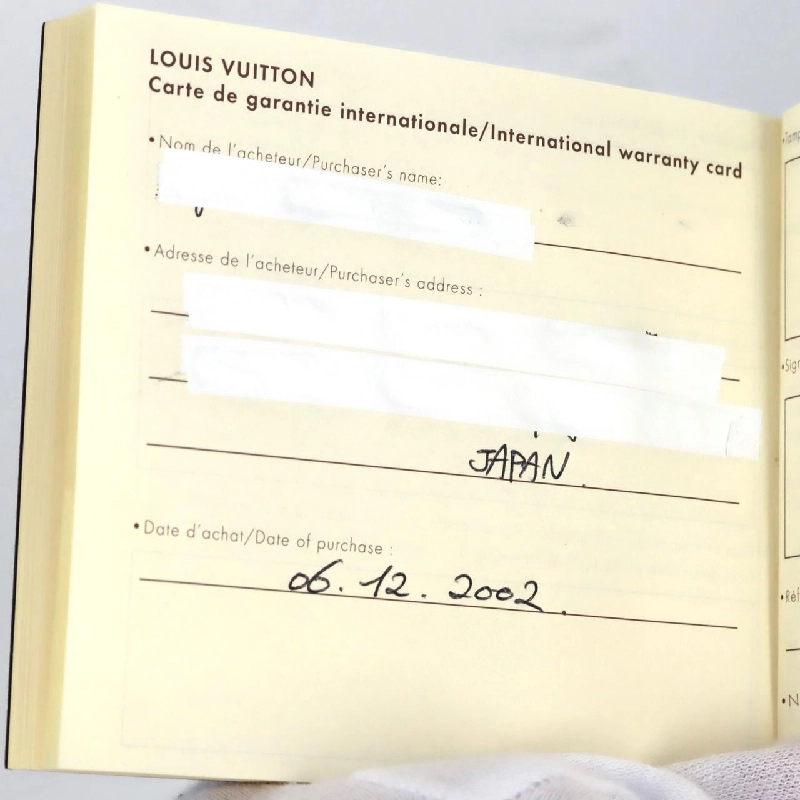 LOUIS VUITTON
Carte de garantie internationale/International warranty card
•Nom de l'acheteur/Purchaser's name:
•Adresse de l'acheteur/Purchaser's address :
JAPAN.
•Date d'achat/Date of purchase :
06.12.2002.